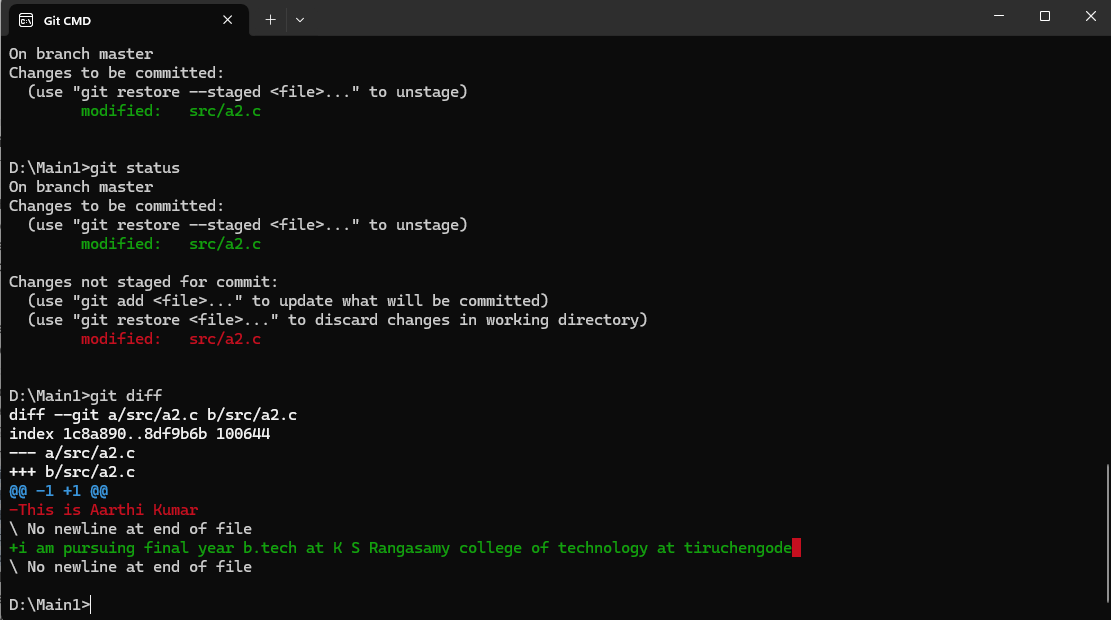 Git CMD
On branch master
Changes to be committed:
  (use "git restore --staged <file>..." to unstage)
        modified:   src/a2.c
D:\Main1>git status
On branch master
Changes to be committed:
  (use "git restore --staged <file>..." to unstage)
        modified:   src/a2.c
Changes not staged for commit:
  (use "git add <file>..." to update what will be committed)
  (use "git restore <file>..." to discard changes in working directory)
        modified:   src/a2.c
D:\Main1>git diff
diff --git a/src/a2.c b/src/a2.c
index 1c8a890..8df9b6b 100644
--- a/src/a2.c
+++ b/src/a2.c
@@ -1 +1 @@
-This is Aarthi Kumar
\ No newline at end of file
+i am pursuing final year b.tech at K S Rangasamy college of technology at tiruchengode
\ No newline at end of file
D:\Main1>